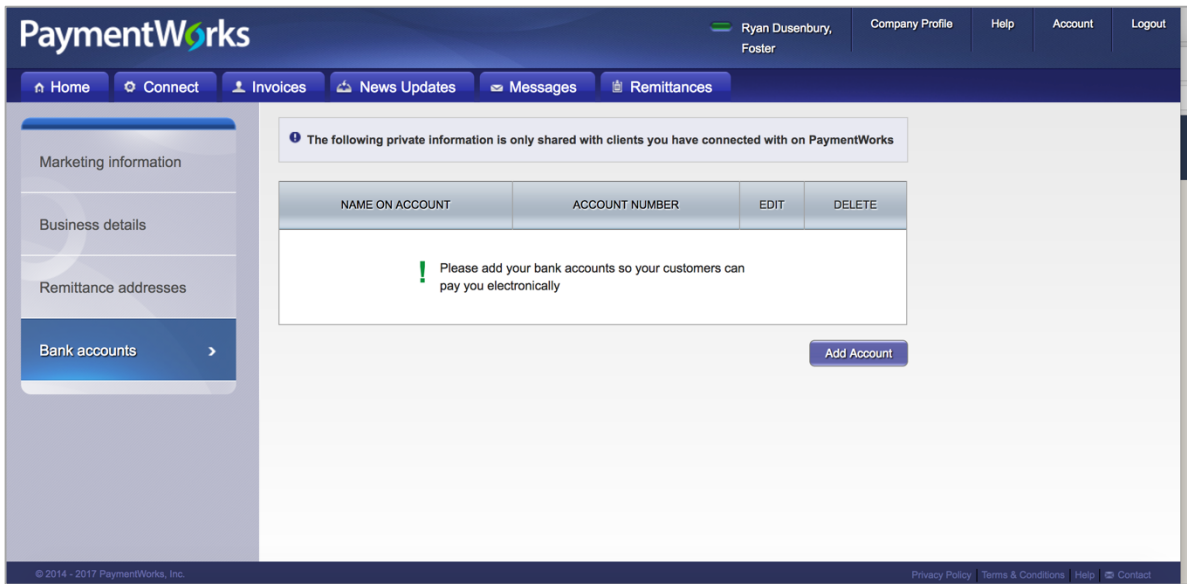 PaymentWorks
Ryan Dusenbury,
Foster
Company Profile
Help
Account
Logout
Home
Connect
Invoices
News Updates
Messages
Remittances
Marketing information
Business details
Remittance addresses
Bank accounts
The following private information is only shared with clients you have connected with on PaymentWorks
NAME ON ACCOUNT
ACCOUNT NUMBER
EDIT
DELETE
Please add your bank accounts so your customers can
pay you electronically
Add Account
© 2014 - 2017 PaymentWorks, Inc.
Privacy Policy | Terms & Conditions | Help | Contact